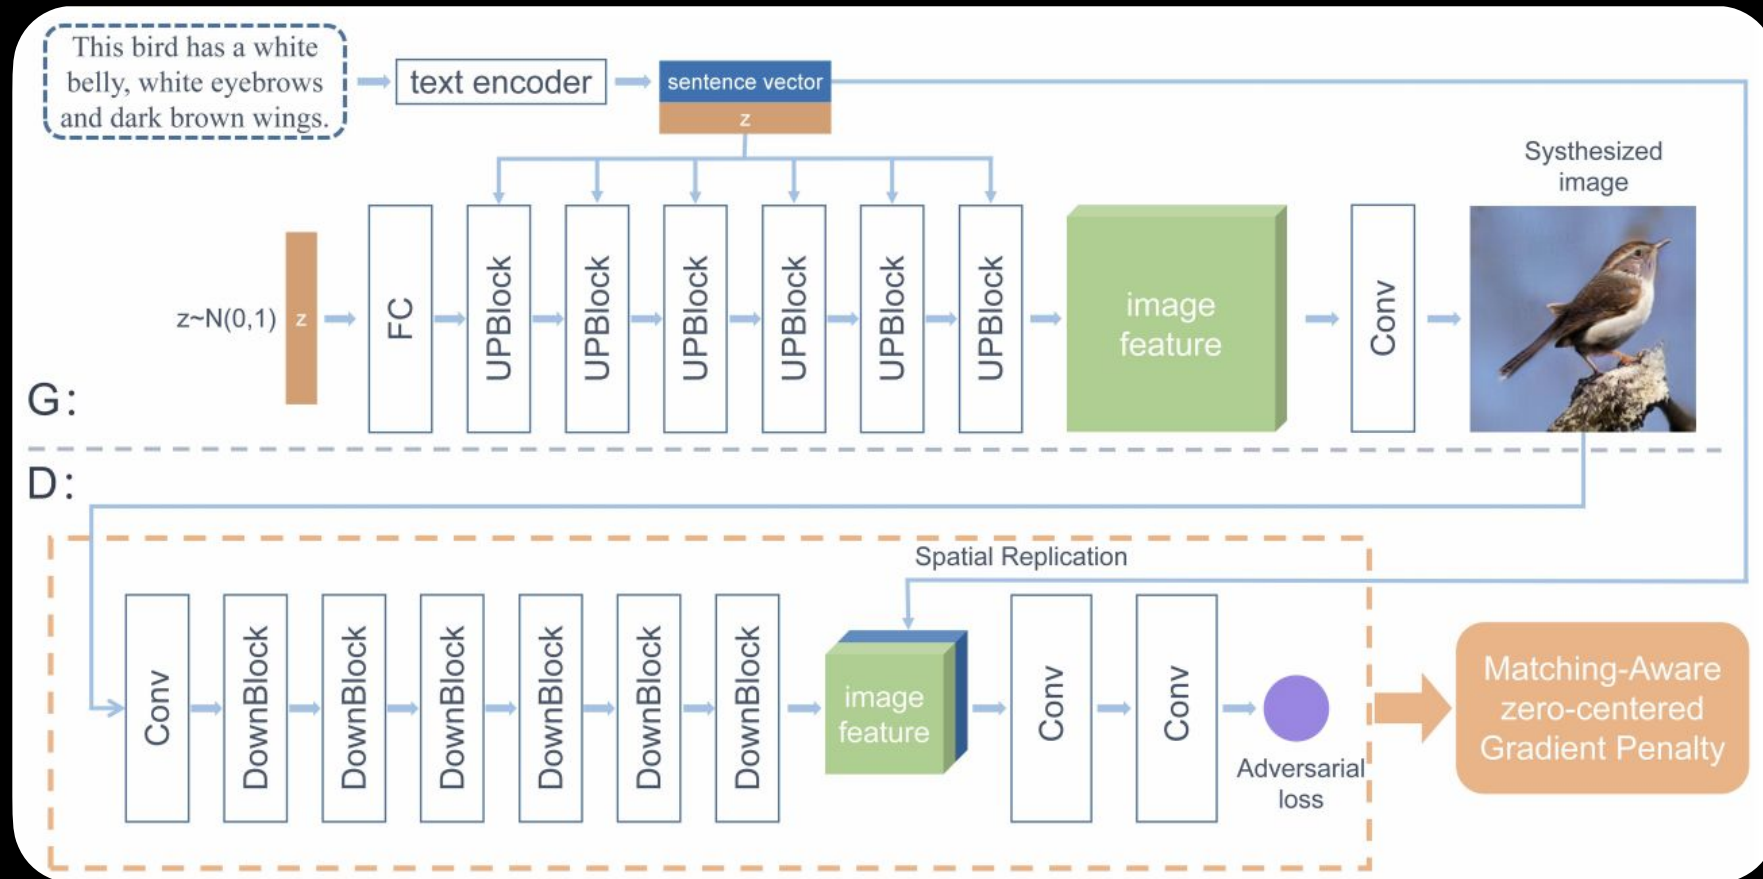 This bird has a white
belly, white eyebrows
and dark brown wings.
text encoder
sentence vector
z
Systhesized
image
z~N(0,1)
z
FC
UPBlock
UPBlock
UPBlock
UPBlock
UPBlock
UPBlock
image
feature
Conv
G:
D:
Spatial Replication
Conv
DownBlock
DownBlock
DownBlock
DownBlock
DownBlock
DownBlock
image
feature
Conv
Conv
Adversarial
loss
Matching-Aware
zero-centered
Gradient Penalty